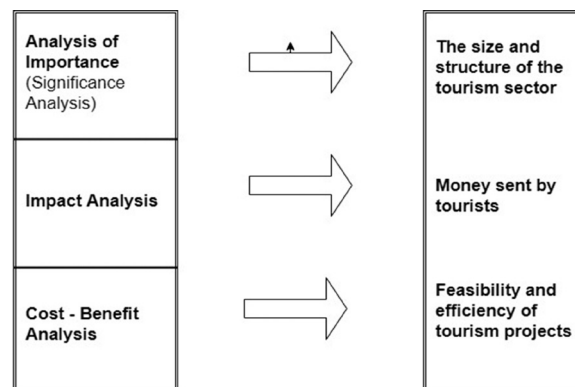 Analysis of
Importance
(Significance
Analysis)
The size and
structure of the
tourism sector
Impact Analysis
Money sent by
tourists
Cost - Benefit
Analysis
Feasibility and
efficiency of
tourism projects